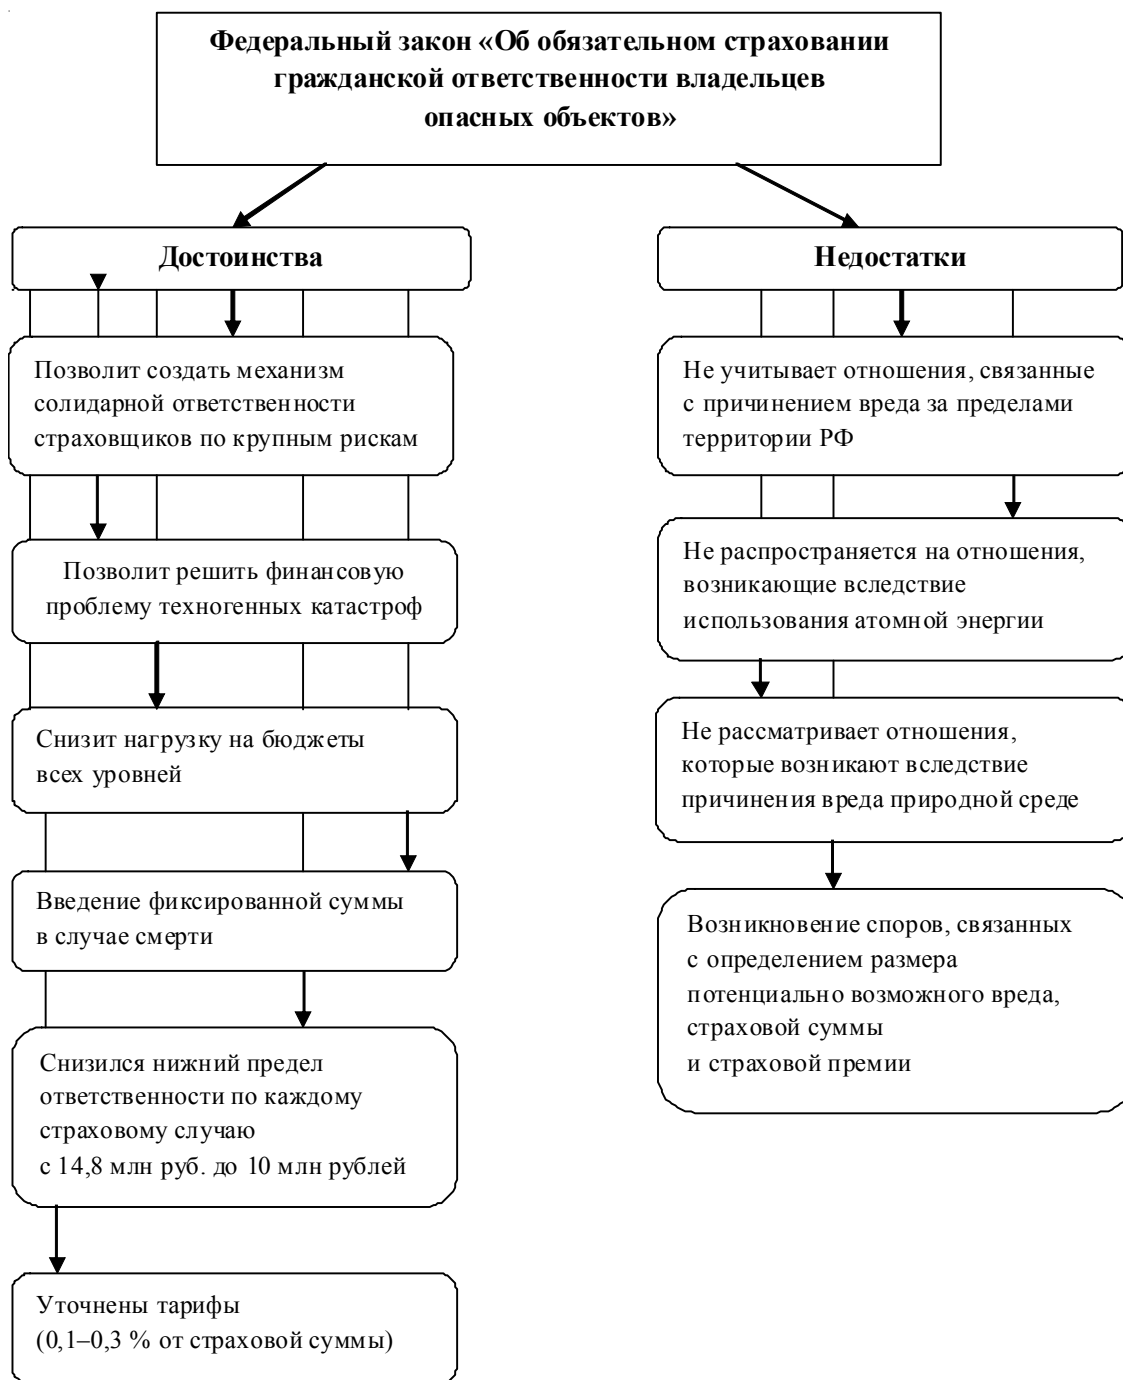 Федеральный закон «Об обязательном страховании
гражданской ответственности владельцев
опасных объектов»
Достоинства
Позволит создать механизм
солидарной ответственности
страховщиков по крупным рискам
Позволит решить финансовую
проблему техногенных катастроф
Снизит нагрузку на бюджеты
всех уровней
Введение фиксированной суммы
в случае смерти
Снизился нижний предел
ответственности по каждому
страховому случаю
с 14,8 млн руб. до 10 млн рублей
Уточнены тарифы
(0,1–0,3 % от страховой суммы)
Недостатки
Не учитывает отношения, связанные
с причинением вреда за пределами
территории РФ
Не распространяется на отношения,
возникающие вследствие
использования атомной энергии
Не рассматривает отношения,
которые возникают вследствие
причинения вреда природной среде
Возникновение споров, связанных
с определением размера
потенциально возможного вреда,
страховой суммы
и страховой премии